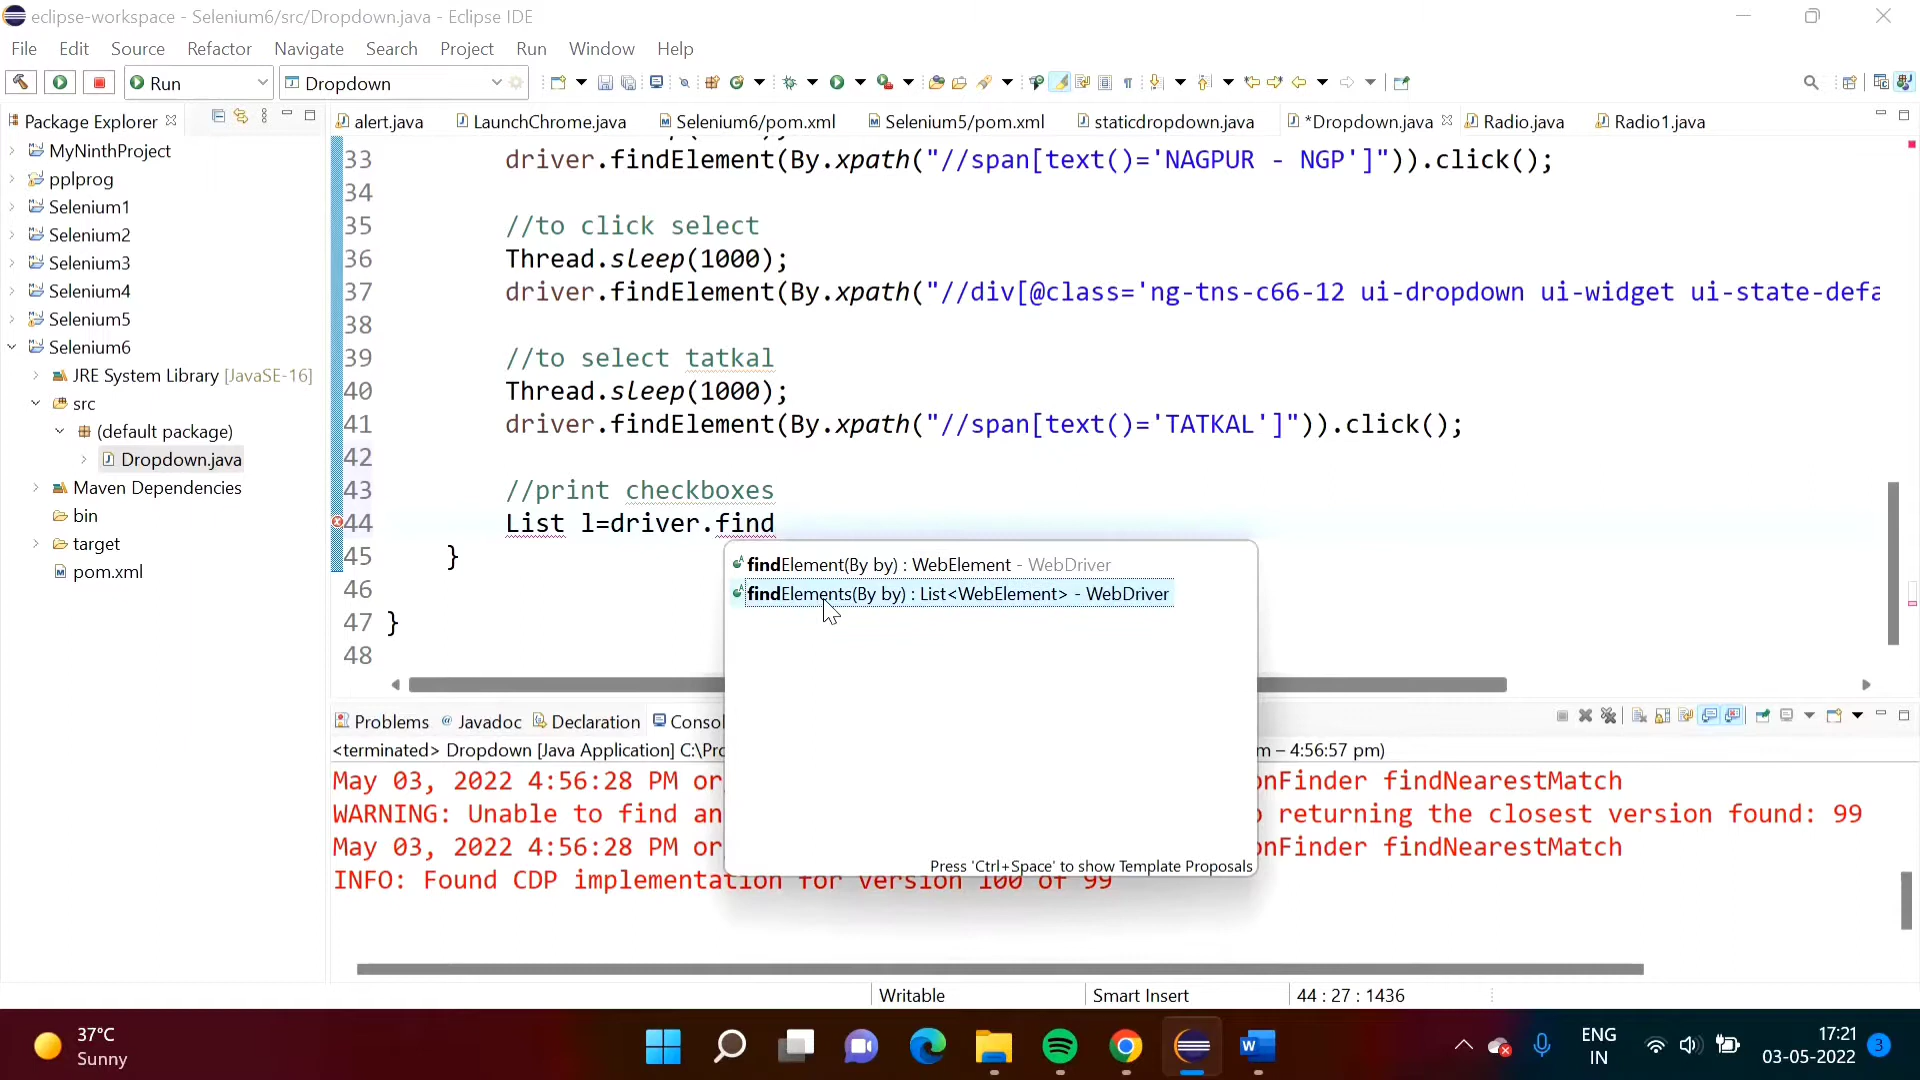 eclipse-workspace - Selenium6/src/Dropdown.java - Eclipse IDE
File Edit Source Refactor Navigate Search Project Run Window Help
Run Dropdown
Package Explorer
alert.java LaunchChrome.java Selenium6/pom.xml Selenium5/pom.xml staticdropdown.java *Dropdown.java Radio.java Radio1.java
MyNinthProject
pplprog
Selenium1
Selenium2
Selenium3
Selenium4
Selenium5
Selenium6
JRE System Library [JavaSE-16]
src
(default package)
Dropdown.java
Maven Dependencies
bin
target
pom.xml
33 driver.findElement(By.xpath("//span[text()='NAGPUR - NGP']")).click();
34
35 //to click select
36 Thread.sleep(1000);
37 driver.findElement(By.xpath("//div[@class='ng-tns-c66-12 ui-dropdown ui-widget ui-state-defa
38
39 //to select tatkal
40 Thread.sleep(1000);
41 driver.findElement(By.xpath("//span[text()='TATKAL']")).click();
42
43 //print checkboxes
44 List l=driver.find
45 }
46
47 }
48
findElement(By by) : WebElement - WebDriver
findElements(By by) : List<WebElement> - WebDriver
Press 'Ctrl+Space' to show Template Proposals
Problems Javadoc Declaration Consol
<terminated> Dropdown [Java Application] C:\Pro m – 4:56:57 pm)
May 03, 2022 4:56:28 PM or onFinder findNearestMatch
WARNING: Unable to find an returning the closest version found: 99
May 03, 2022 4:56:28 PM or onFinder findNearestMatch
INFO: Found CDP implementation for version 100 of 99
Writable Smart Insert 44 : 27 : 1436
37°C
Sunny
ENG
IN
17:21
03-05-2022
3